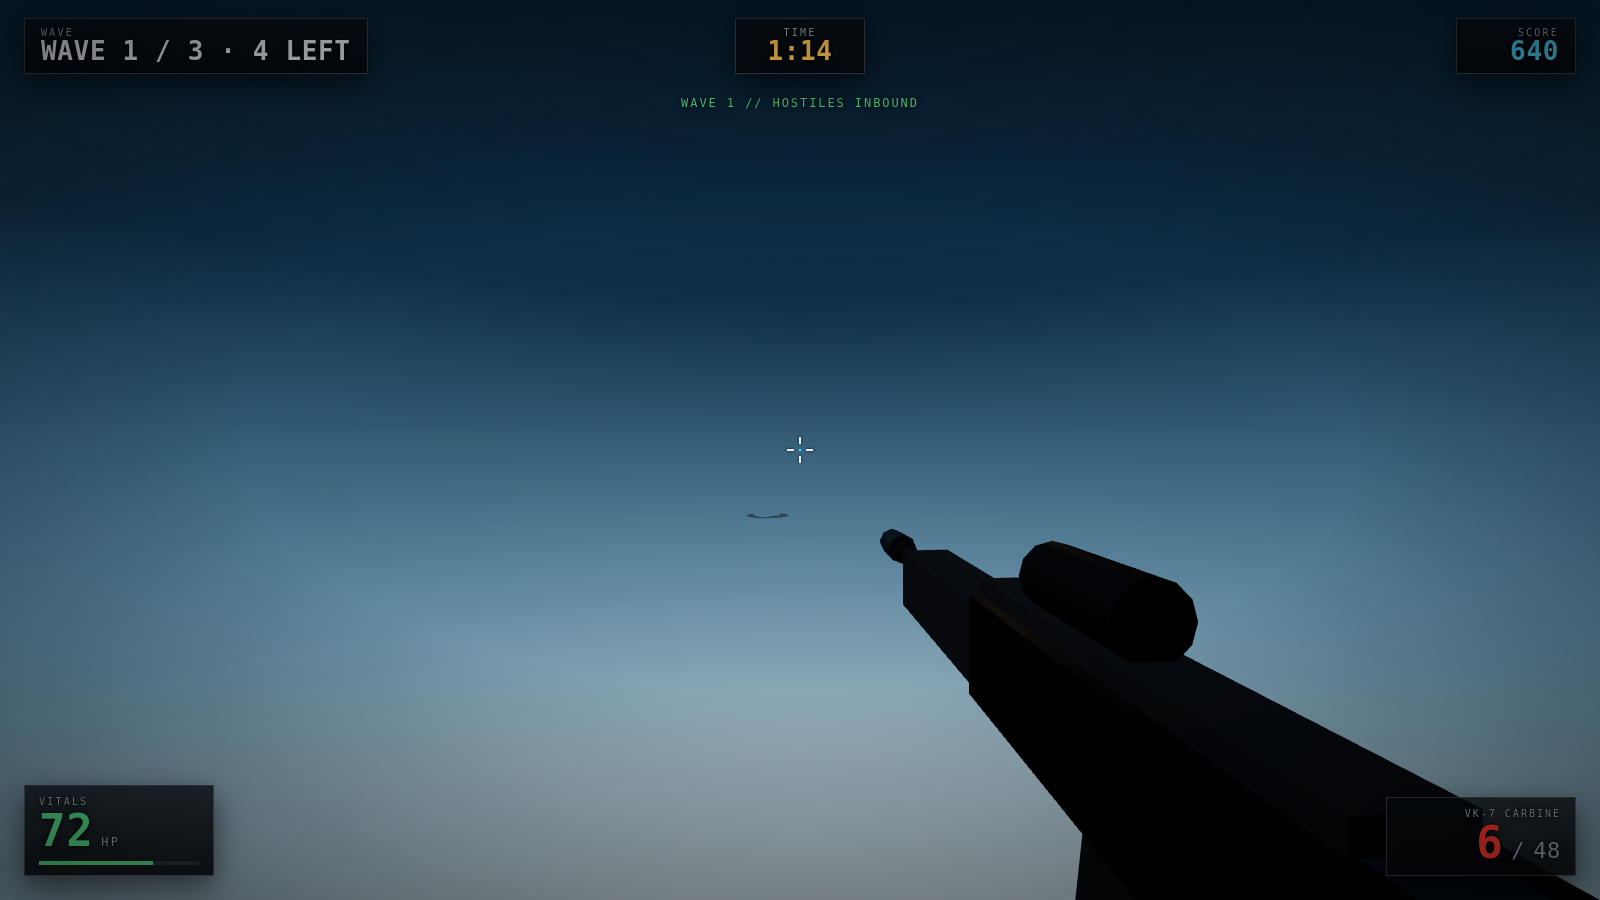 WAVE
WAVE 1 / 3 · 4 LEFT
TIME
1:14
SCORE
640
WAVE 1 // HOSTILES INBOUND
VITALS
72 HP
VK-7 CARBINE
6 / 48